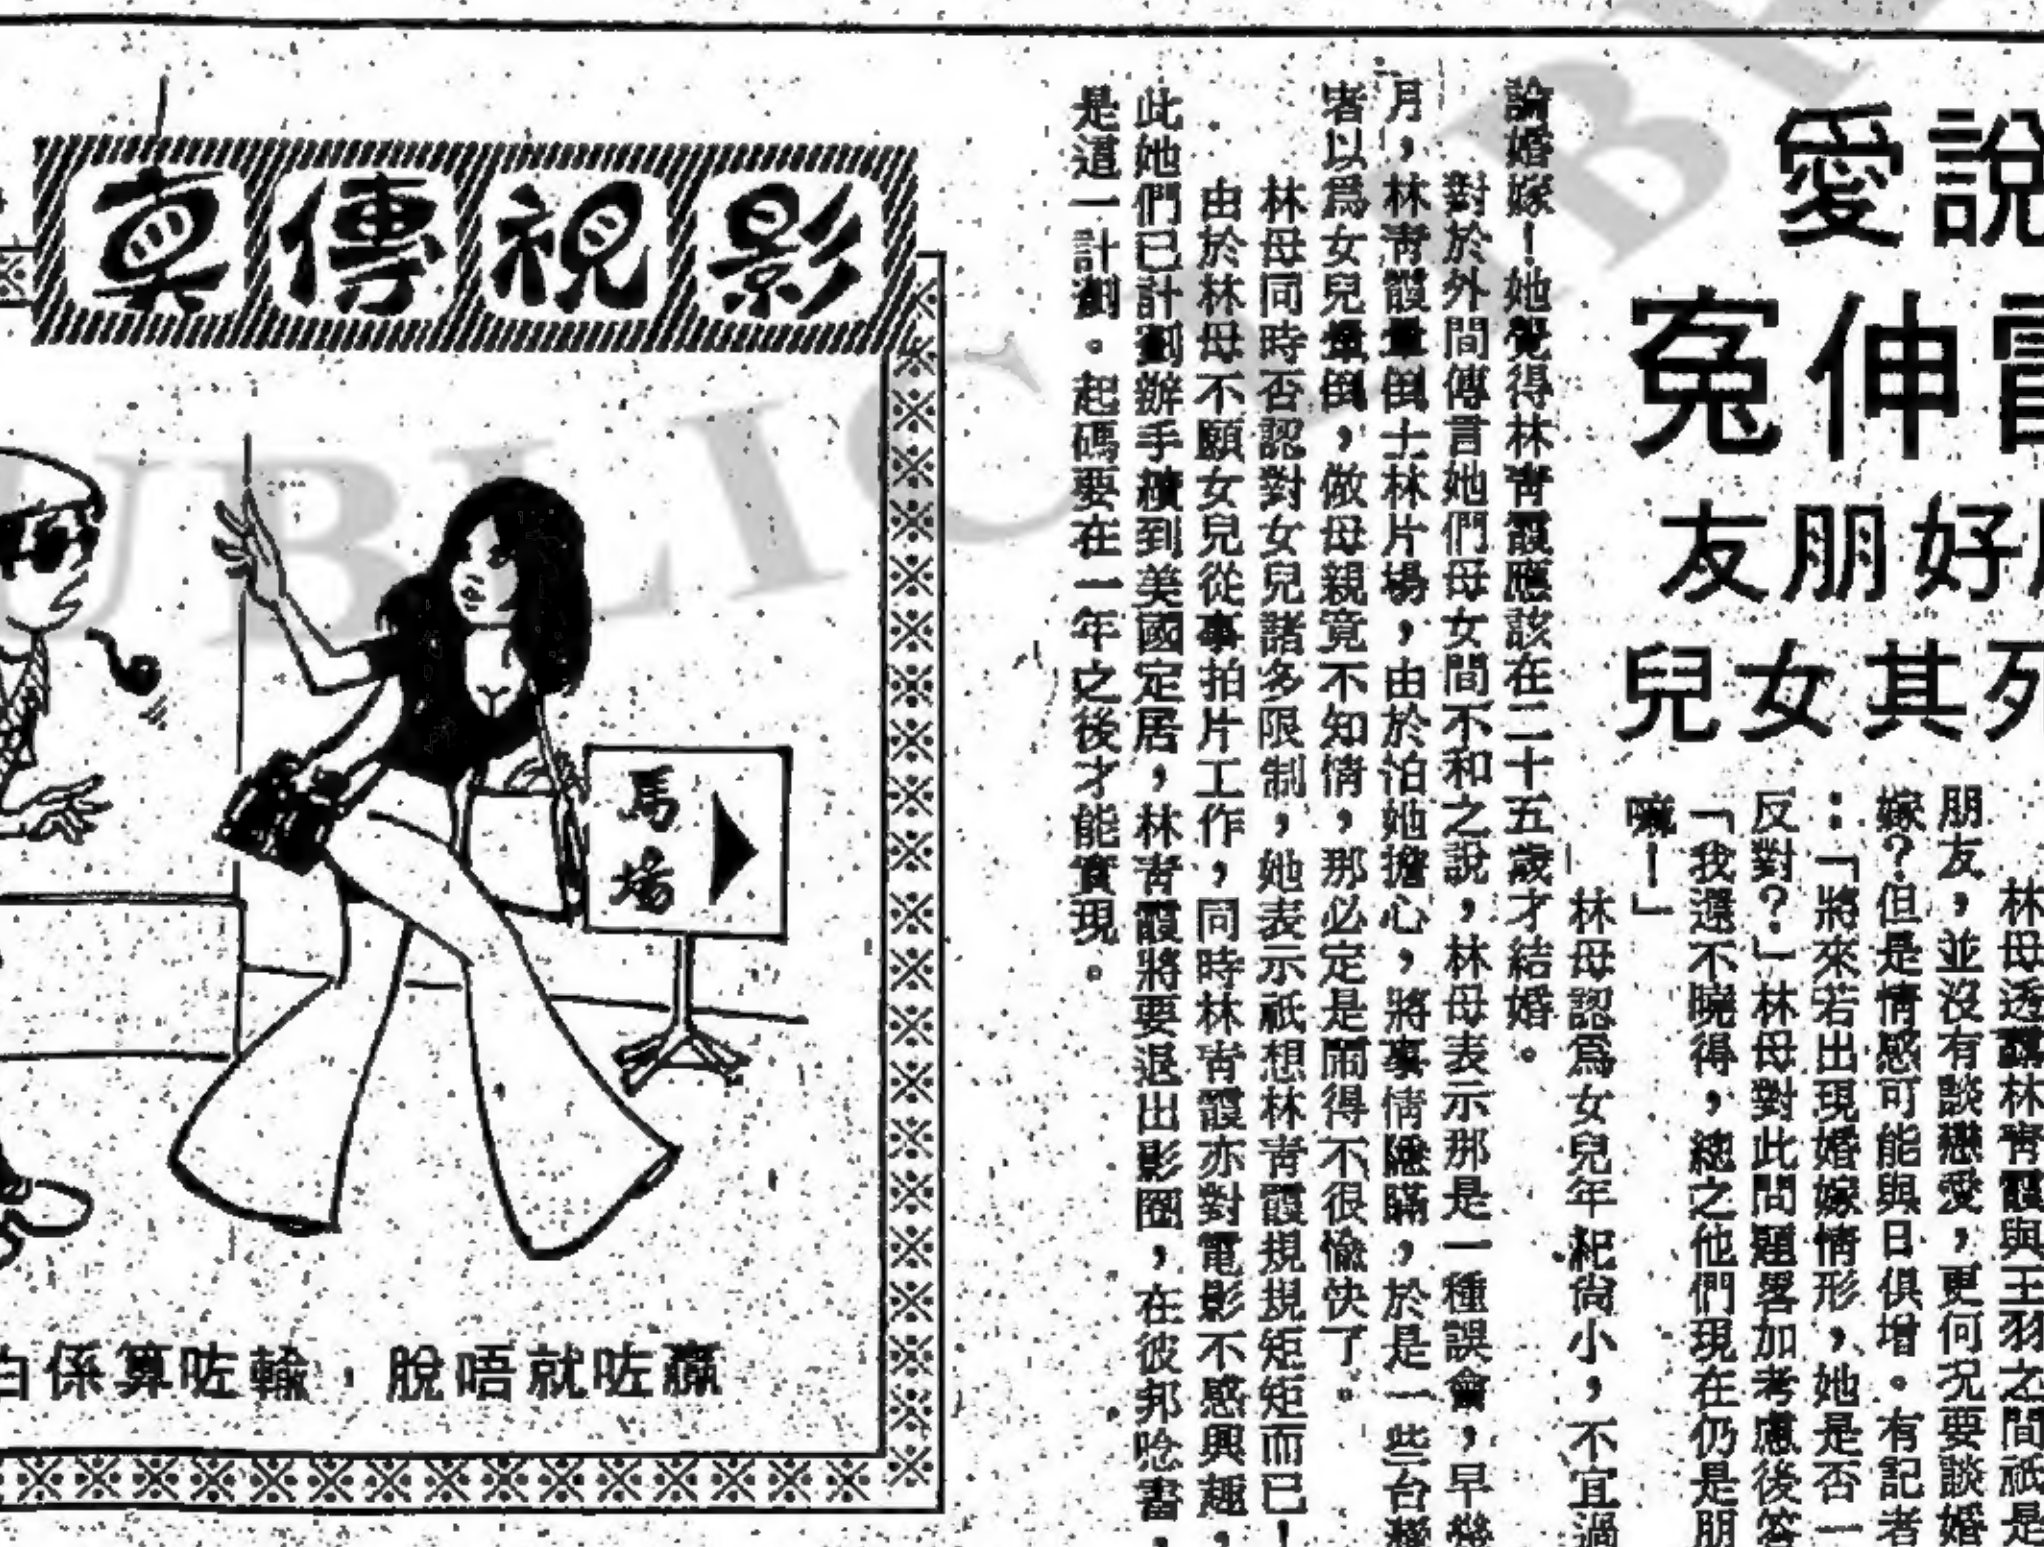 說愛
伸冤
好朋友
其女兒
林母透露林青霞與王羽之間祇是
朋友，並沒有談戀愛，更何況要談婚
嫁？但是情感可能與日俱增。有記者
：「將來若出現婚嫁情形，她是否一
反對？」林母對此問題畧加考慮後答
「我還不曉得，總之他們現在仍是朋
嘛！」
林母認爲女兒年紀尚小，不宜過
論婚嫁！她覺得林青霞應該在二十五歲才結婚。
對於外間傳言她們母女間不和之說，林母表示那是一種誤會，早幾
月，林青霞暈倒士林片場，由於怕她擔心，將事情隱瞞，於是一些台灣
者以爲女兒暈倒，做母親竟不知情，那必定是鬧得不很愉快了。
林母同時否認對女兒諸多限制，她表示祇想林青霞規規矩矩而已！
由於林母不願女兒從事拍片工作，同時林青霞亦對電影不感興趣，
此她們已計劃辦手續到美國定居，林青霞將要退出影圈，在彼邦唸書，
是這一計劃。起碼要在一年之後才能實現。
影視傳真
馬場
贏咗就唔脫，輸咗算係白
PUBLIC LIBR